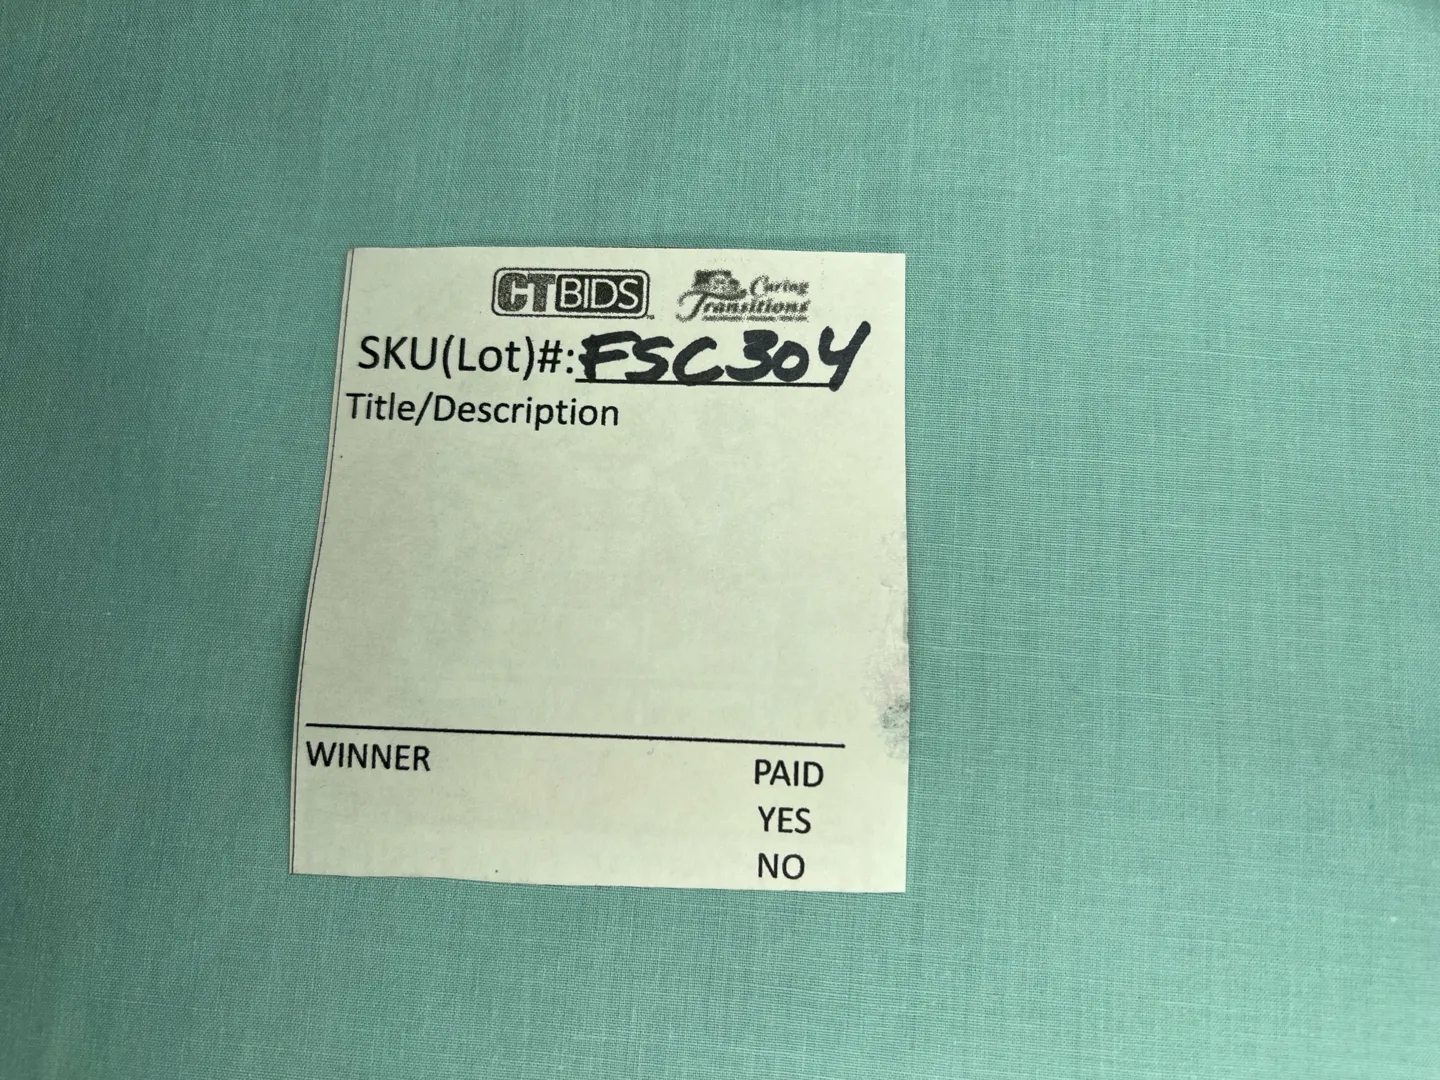 CTBIDS Caring Transitions
SKU(Lot)#: FSC304
Title/Description
WINNER PAID
YES
NO